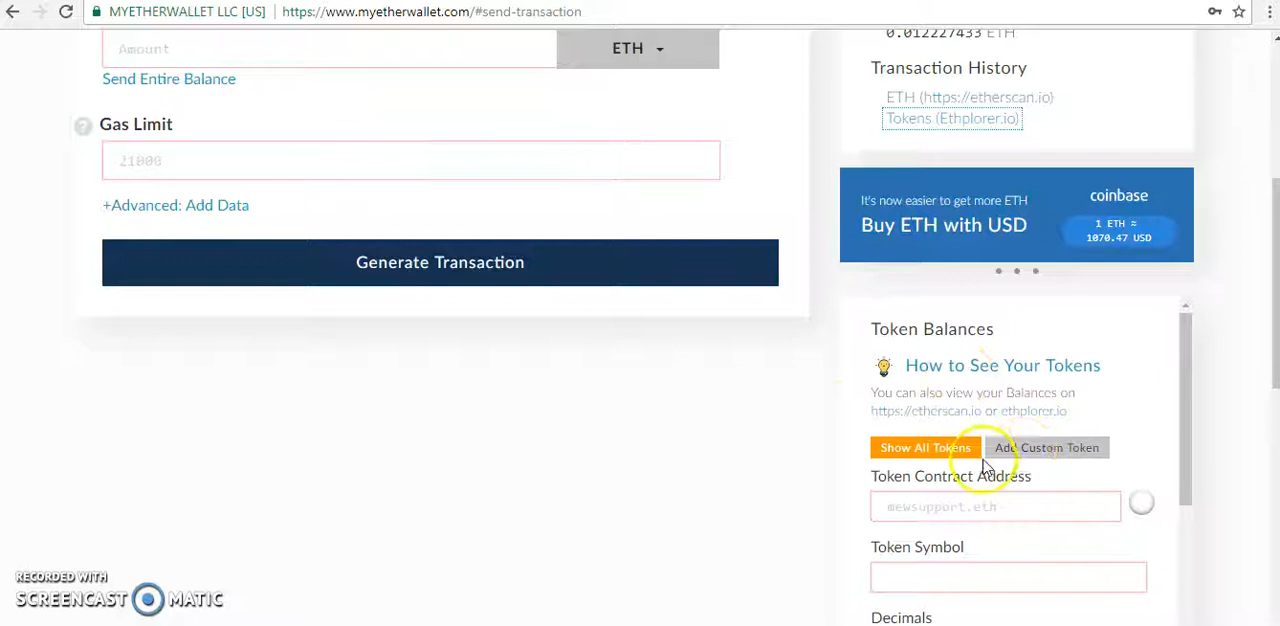 MYETHERWALLET LLC [US] https://www.myetherwallet.com/#send-transaction
Amount
ETH
Send Entire Balance
? Gas Limit
21000
+Advanced: Add Data
Generate Transaction
0.012227433 ETH
Transaction History
ETH (https://etherscan.io)
Tokens (Ethplorer.io)
It's now easier to get more ETH
Buy ETH with USD
coinbase
1 ETH ≈
1070.47 USD
Token Balances
How to See Your Tokens
You can also view your Balances on
https://etherscan.io or ethplorer.io
Show All Tokens
Add Custom Token
Token Contract Address
mewsupport.eth
Token Symbol
Decimals
RECORDED WITH
SCREENCAST MATIC